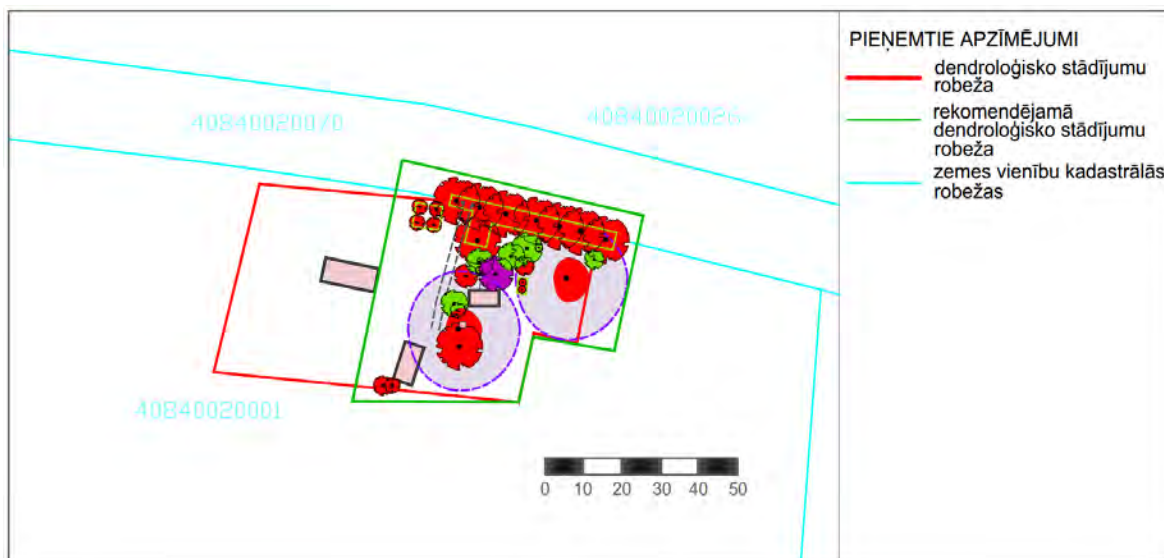 40840020070
40840020026
40840020001
0 10 20 30 40 50
PIEŅEMTIE APZĪMĒJUMI
dendroloģisko stādījumu
robeža
rekomendējamā
dendroloģisko stādījumu
robeža
zemes vienību kadastrālās
robežas